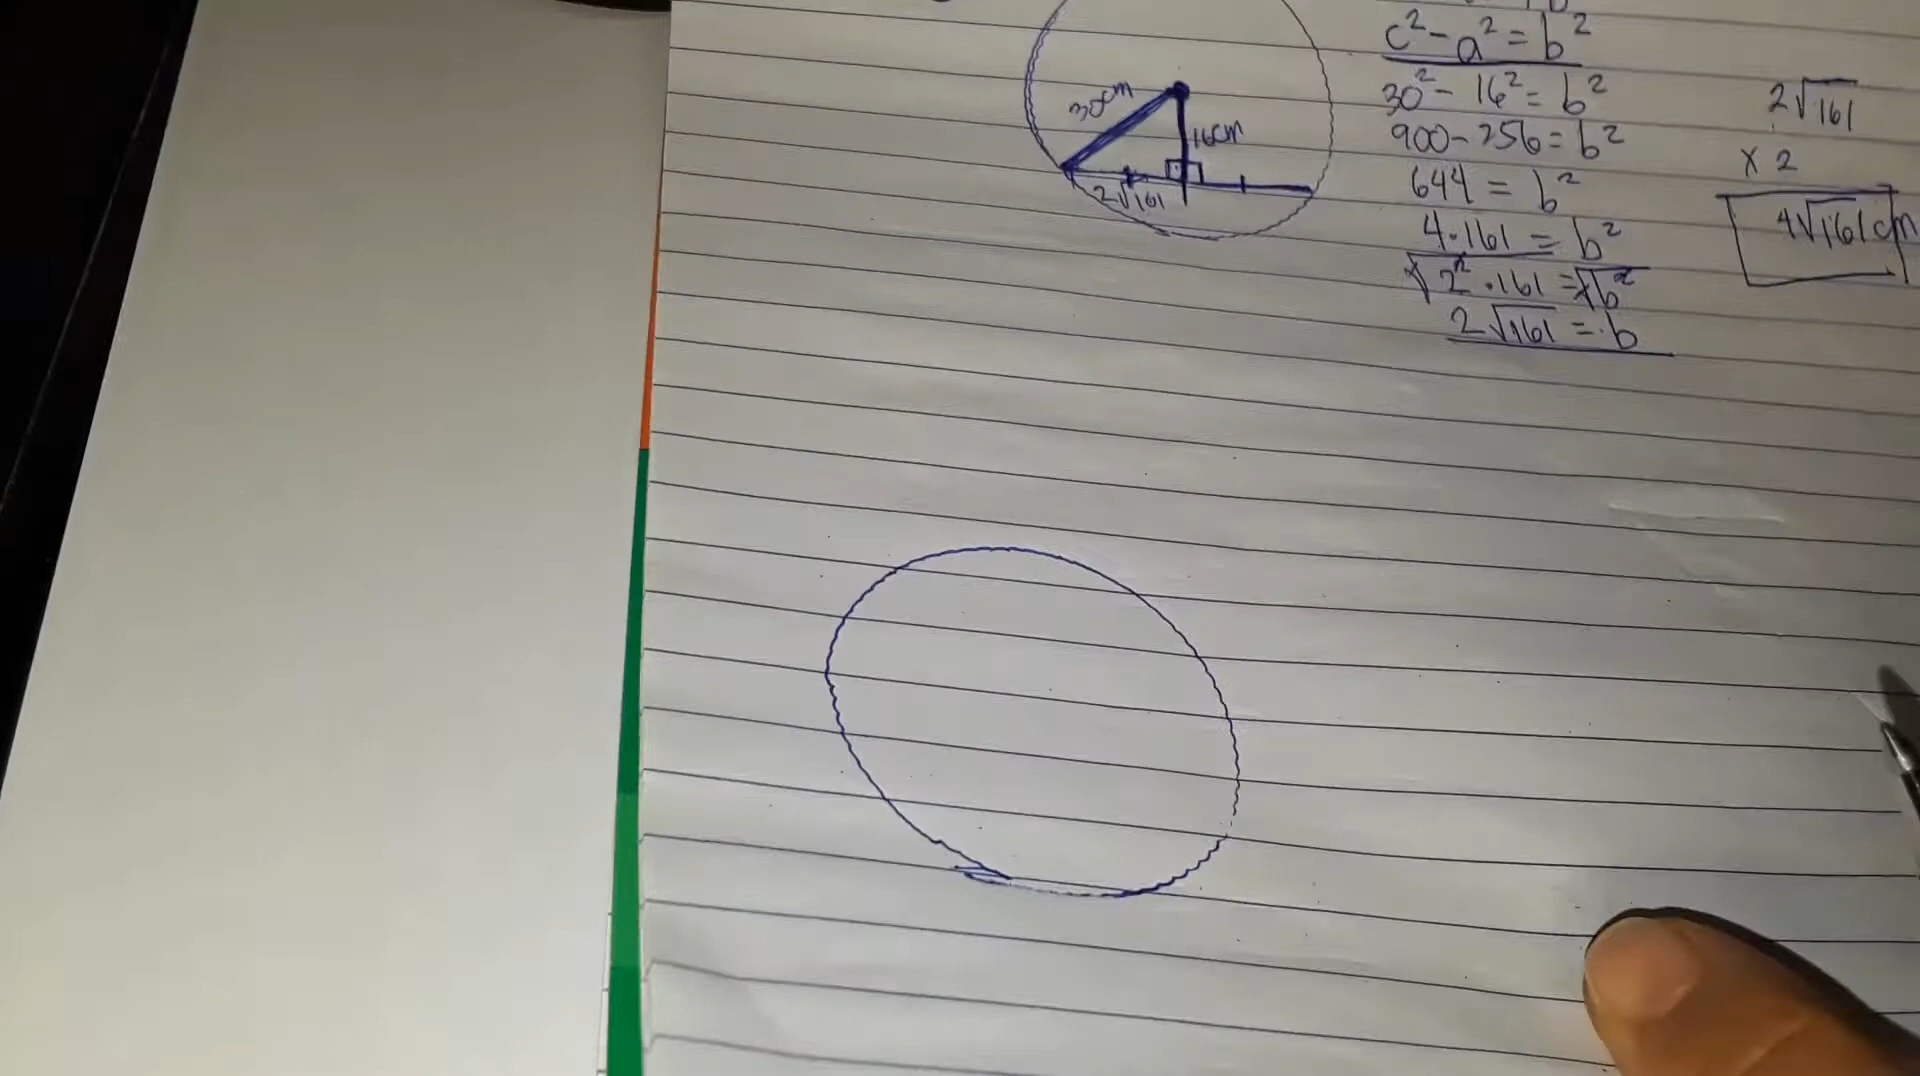 c² - a² = b²
30² - 16² = b²
900 - 256 = b²
644 = b²
4·161 = b²
√2²·161 = √b²
2√161 = b
30cm
16cm
2√161
2√161
x 2
4√161 cm